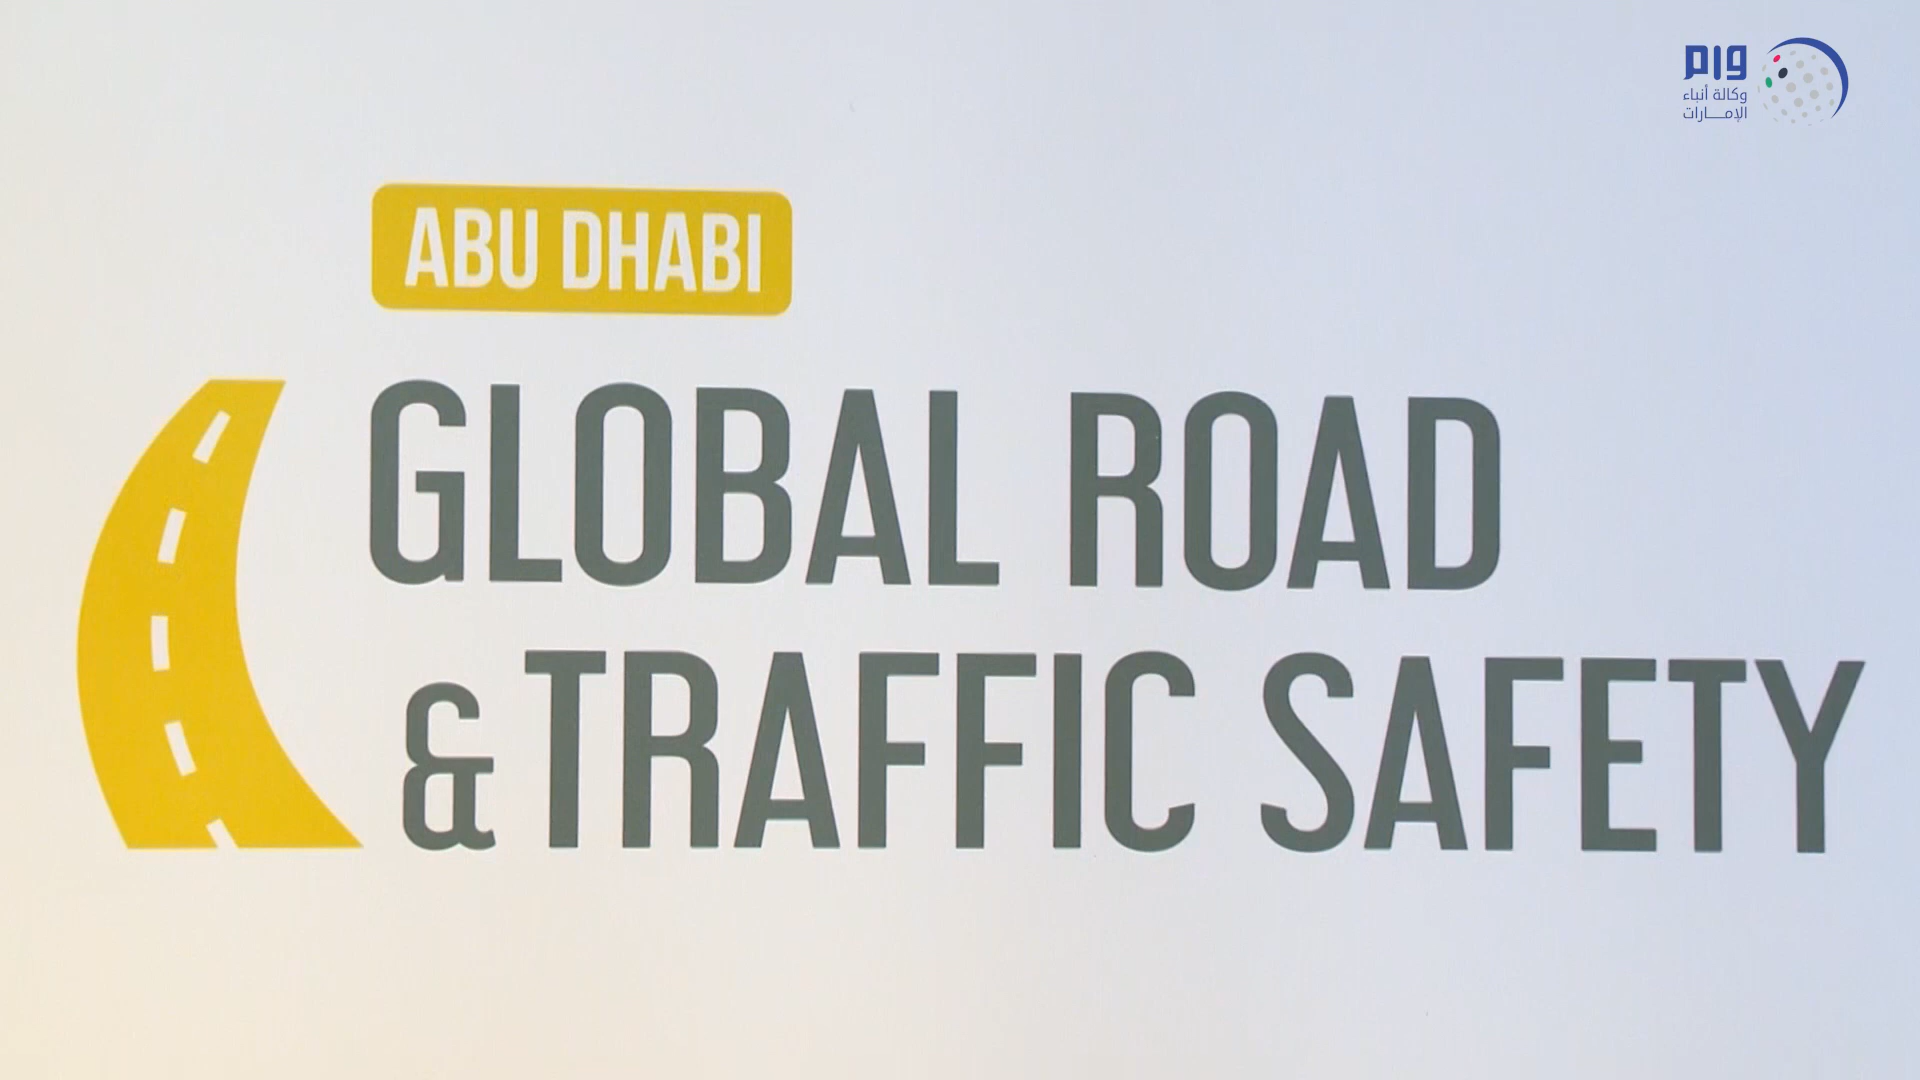 وام
وكالة أنباء
الإمـــارات
ABU DHABI
GLOBAL ROAD
& TRAFFIC SAFETY